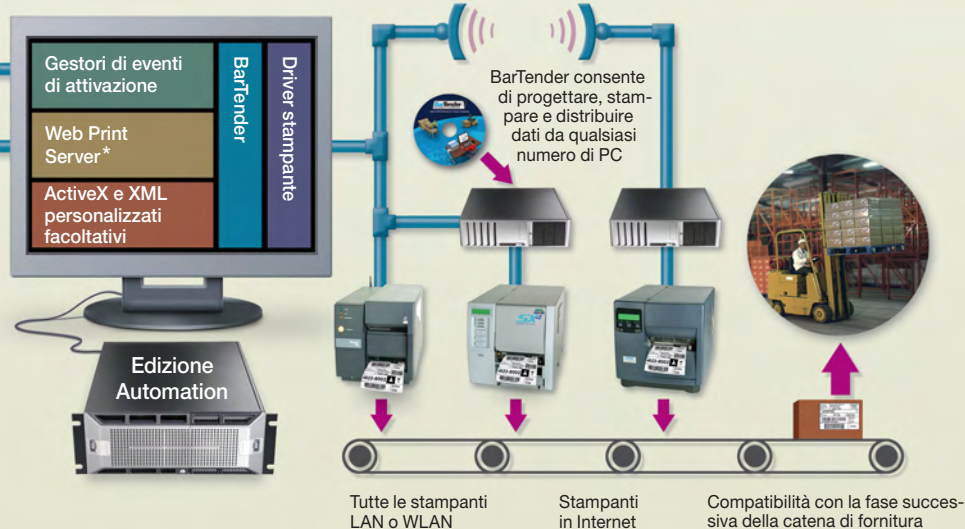 Gestori di eventi
di attivazione
Web Print
Server*
ActiveX e XML
personalizzati
facoltativi
BarTender
Driver stampante
BarTender consente
di progettare, stam-
pare e distribuire
dati da qualsiasi
numero di PC
BarTender
Edizione
Automation
Tutte le stampanti
LAN o WLAN
Stampanti
in Internet
Compatibilità con la fase succes-
siva della catena di fornitura